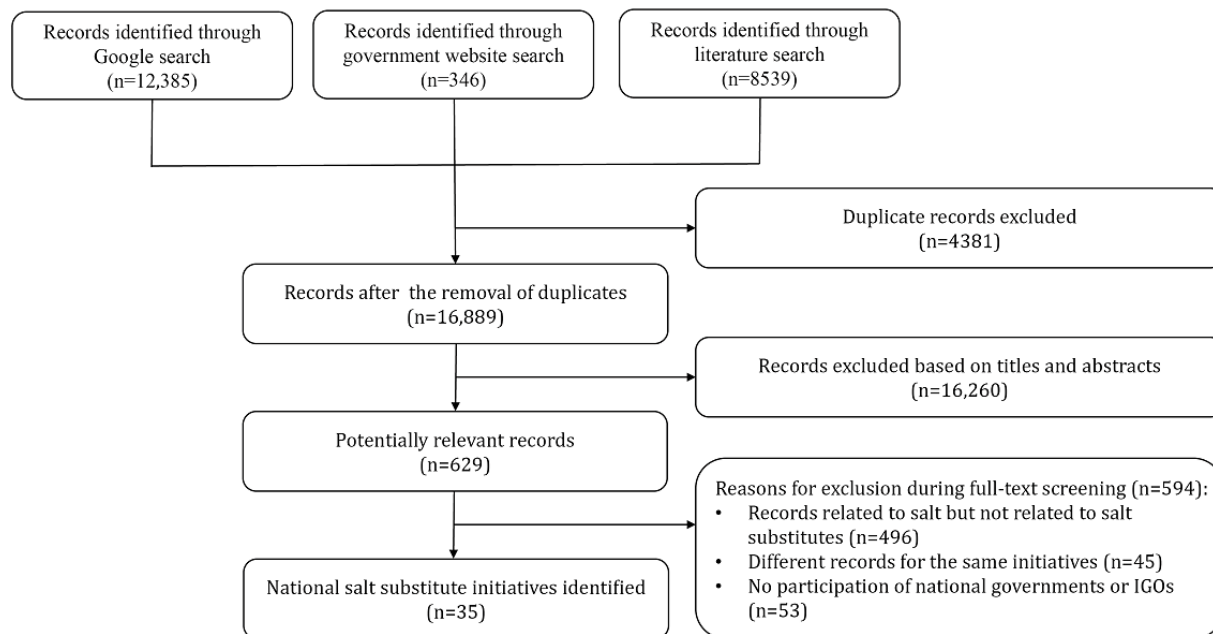 Records identified through
Google search
(n=12,385)
Records identified through
government website search
(n=346)
Records identified through
literature search
(n=8539)
Duplicate records excluded
(n=4381)
Records after the removal of duplicates
(n=16,889)
Records excluded based on titles and abstracts
(n=16,260)
Potentially relevant records
(n=629)
Reasons for exclusion during full-text screening (n=594):
• Records related to salt but not related to salt
substitutes (n=496)
• Different records for the same initiatives (n=45)
• No participation of national governments or IGOs
(n=53)
National salt substitute initiatives identified
(n=35)